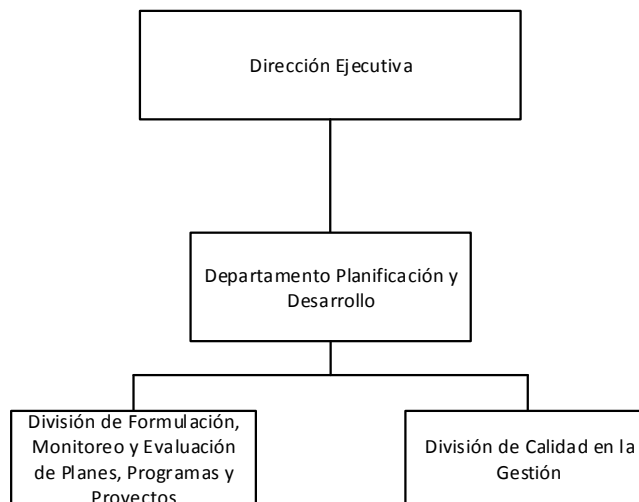 Dirección Ejecutiva
Departamento Planificación y
Desarrollo
División de Formulación,
Monitoreo y Evaluación
de Planes, Programas y
Proyectos
División de Calidad en la
Gestión